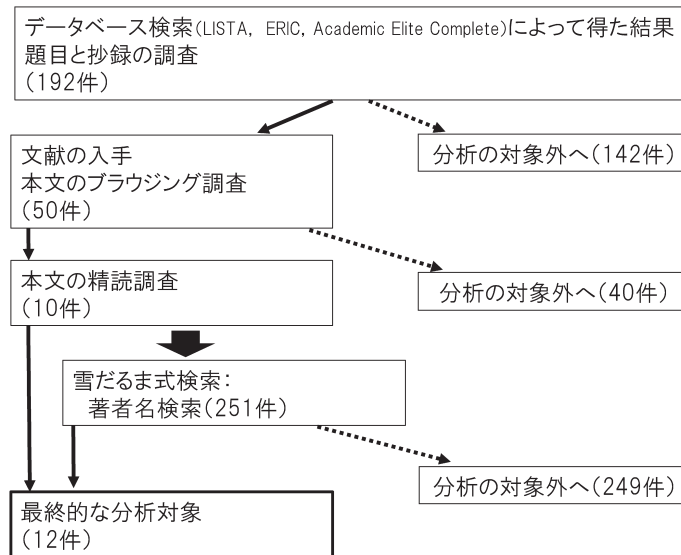 データベース検索(LISTA, ERIC, Academic Elite Complete)によって得た結果
題目と抄録の調査
(192件)
文献の入手
本文のブラウジング調査
(50件)
分析の対象外へ(142件)
本文の精読調査
(10件)
分析の対象外へ(40件)
雪だるま式検索:
著者名検索(251件)
分析の対象外へ(249件)
最終的な分析対象
(12件)